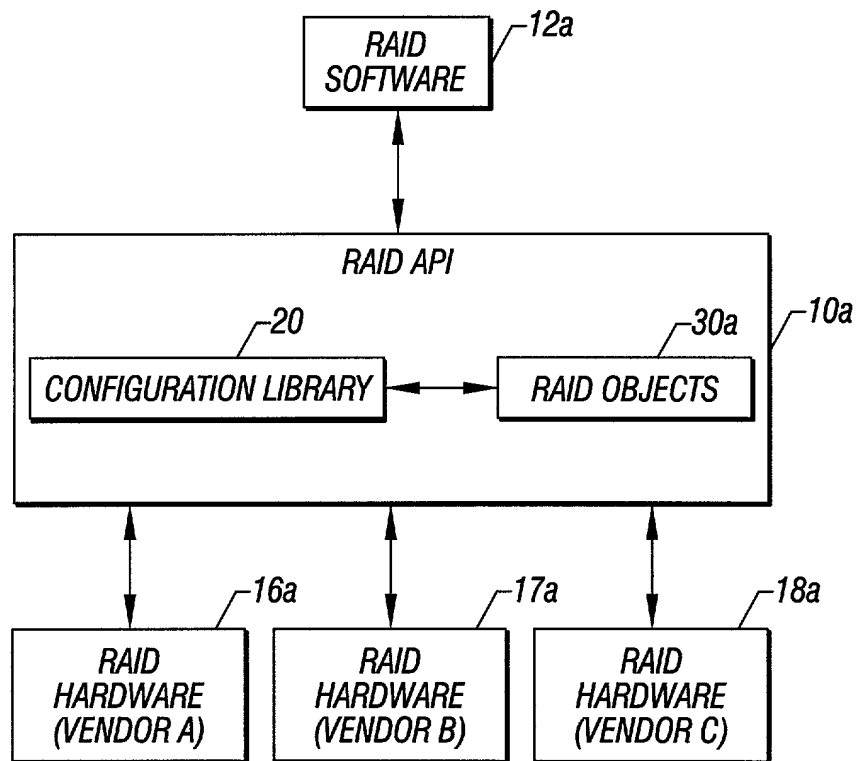 RAID
SOFTWARE
12a
RAID API
10a
20
CONFIGURATION LIBRARY
30a
RAID OBJECTS
16a
RAID
HARDWARE
(VENDOR A)
17a
RAID
HARDWARE
(VENDOR B)
18a
RAID
HARDWARE
(VENDOR C)